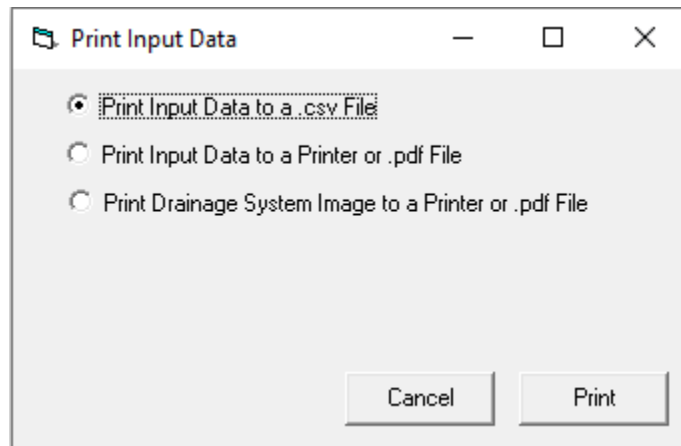 Print Input Data
Print Input Data to a .csv File
Print Input Data to a Printer or .pdf File
Print Drainage System Image to a Printer or .pdf File
Cancel Print